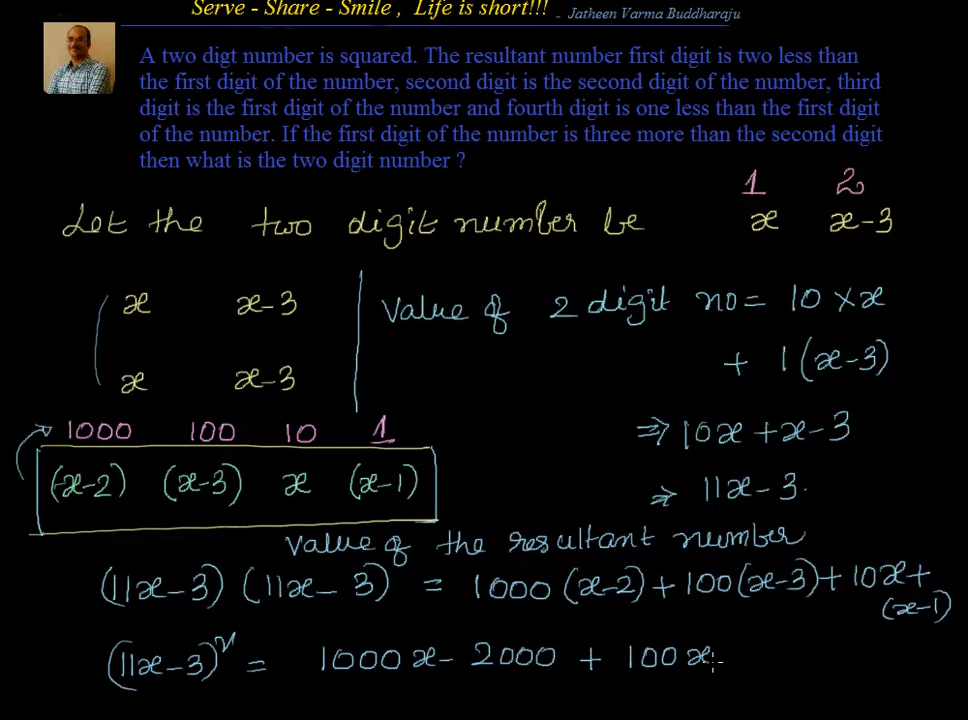 Serve - Share - Smile , Life is short!!! - Jatheen Varma Buddharaju
A two digt number is squared. The resultant number first digit is two less than
the first digit of the number, second digit is the second digit of the number, third
digit is the first digit of the number and fourth digit is one less than the first digit
of the number. If the first digit of the number is three more than the second digit
then what is the two digit number ?
1 2
Let the two digit number be x x-3
x x-3
x x-3
1000 100 10 1
(x-2) (x-3) x (x-1)
Value of 2 digit no = 10 × x
+ 1(x-3)
⇒ 10x + x - 3
⇒ 11x - 3.
Value of the resultant number
(11x-3) (11x-3) = 1000(x-2) + 100(x-3) + 10x +
(x-1)
(11x-3)² = 1000x - 2000 + 100x